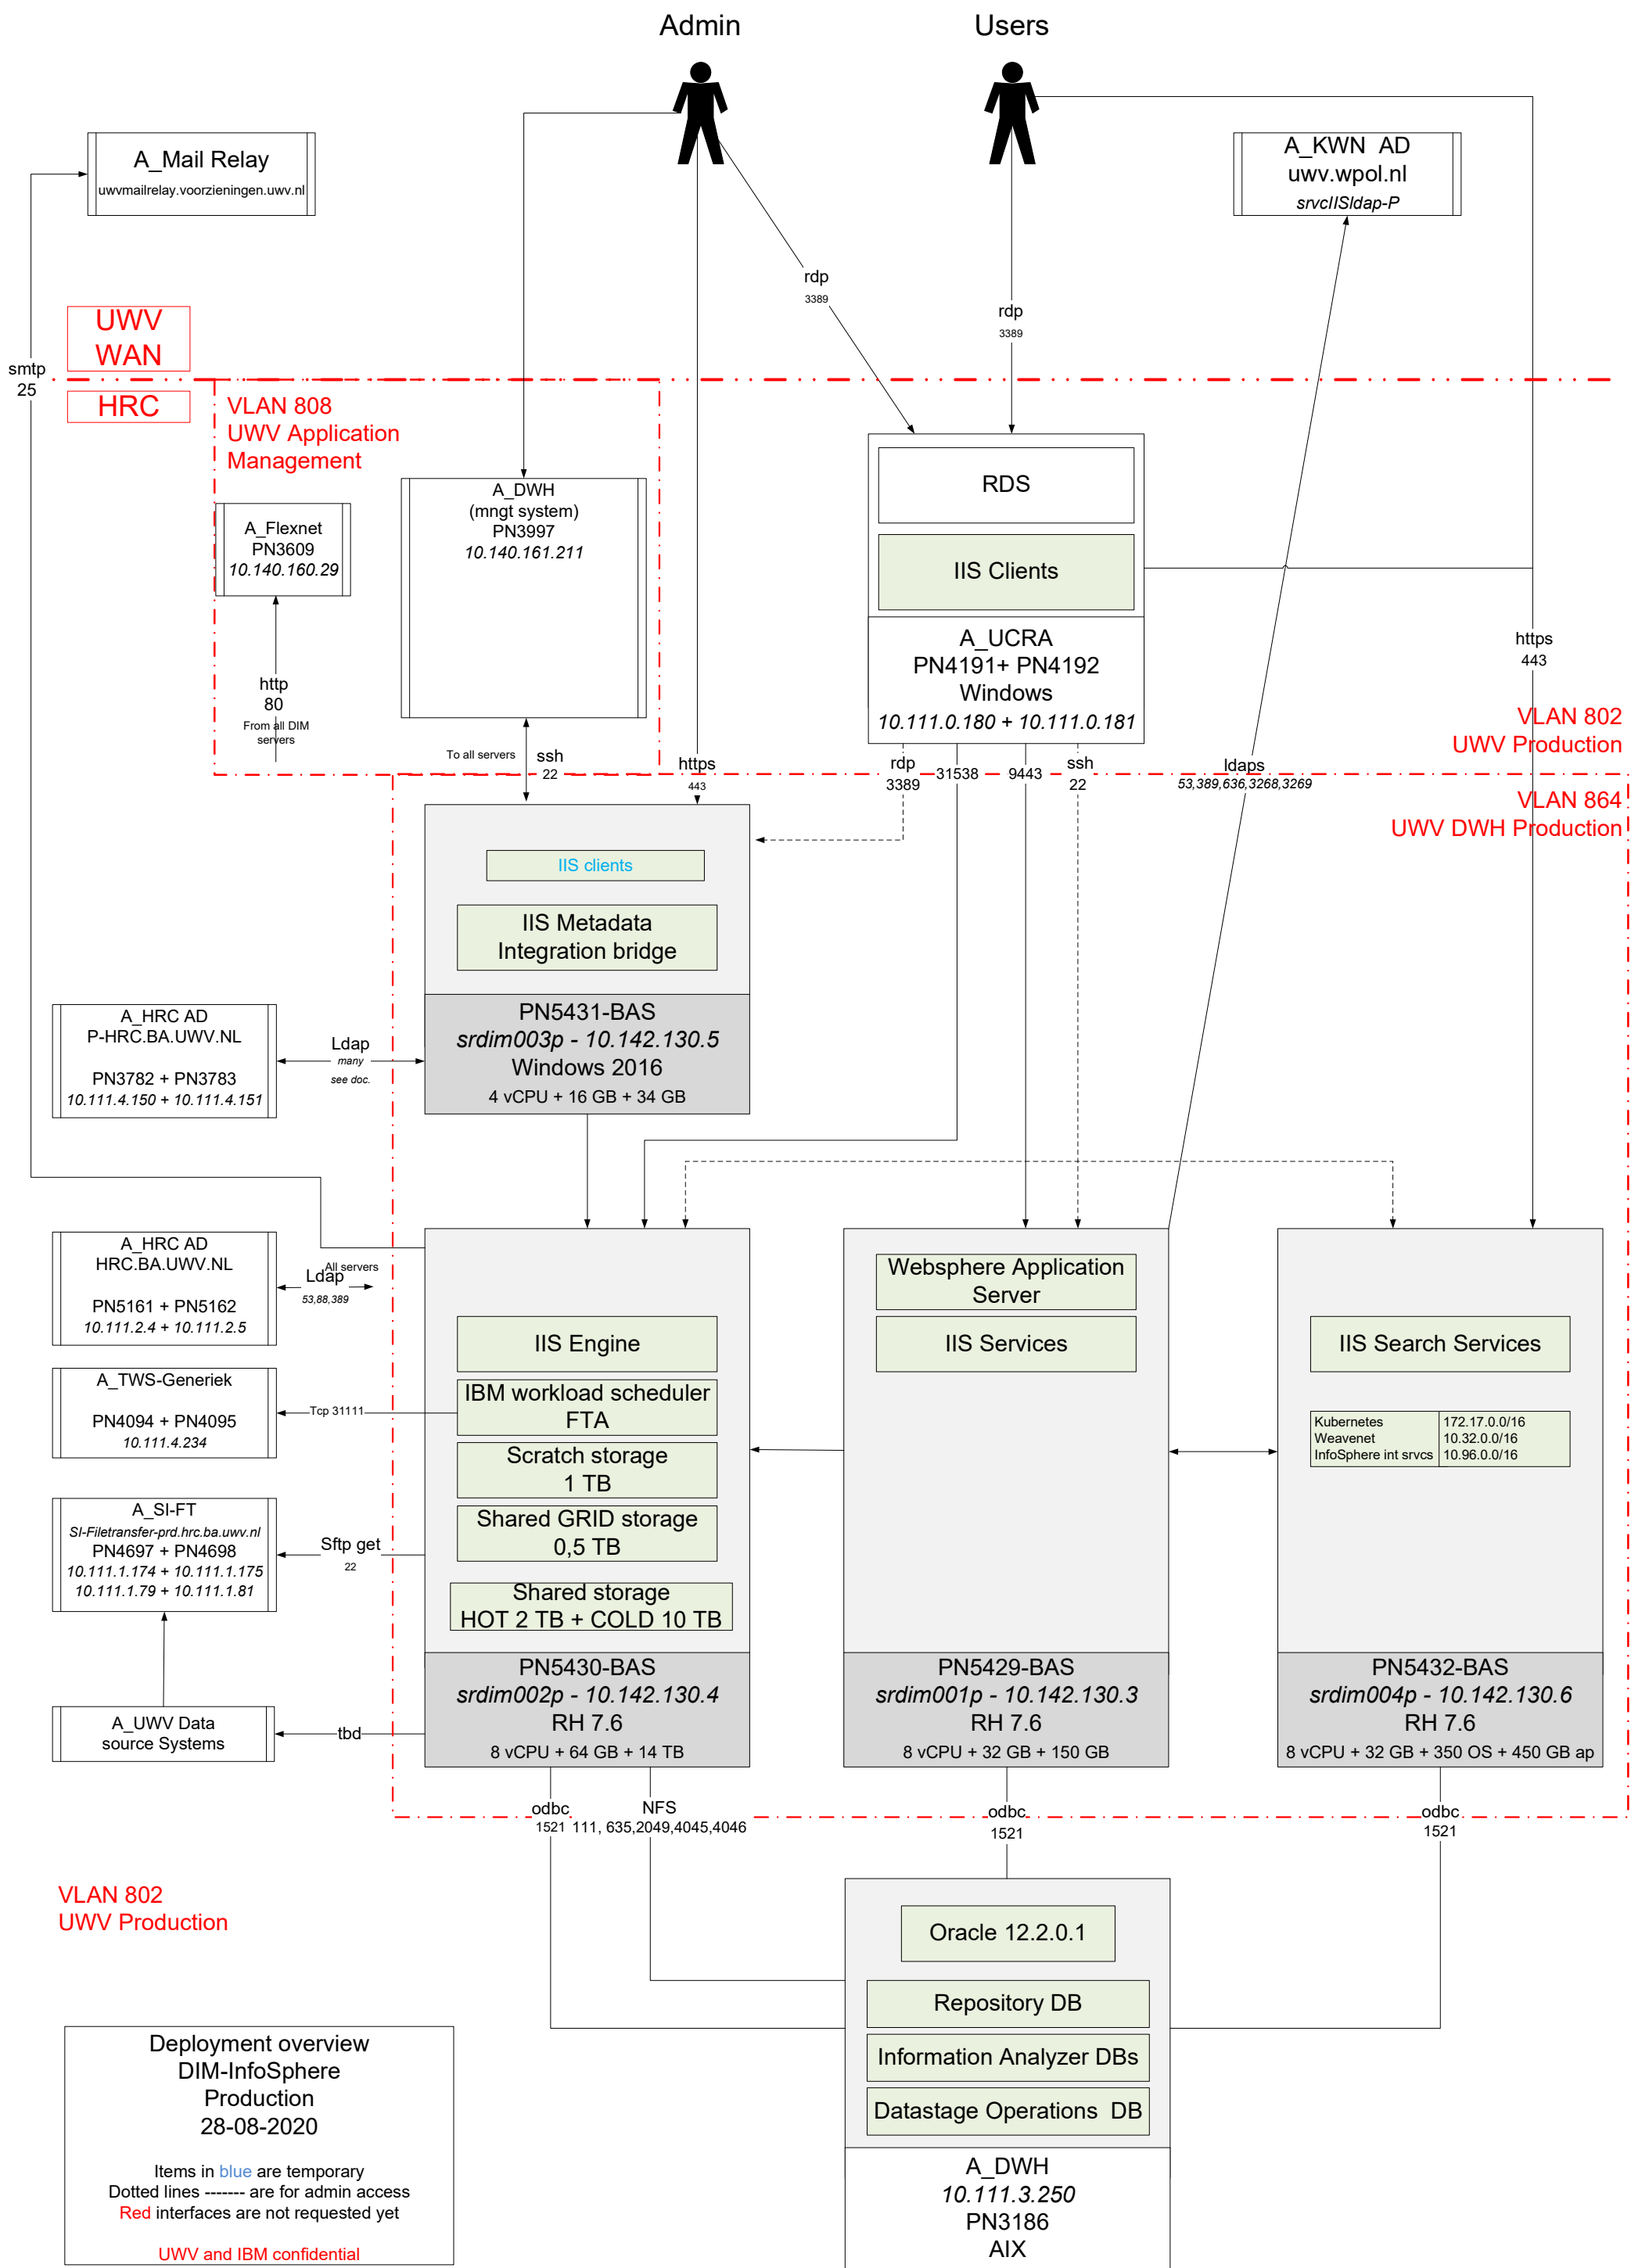 Admin
Users
A_Mail Relay
uwvmailrelay.voorzieningen.uwv.nl
A_KWN  AD
uwv.wpol.nl
srvcIISldap-P
rdp
3389
rdp
3389
UWV
WAN
smtp
25
HRC
VLAN 808
UWV Application
Management
RDS
A_DWH
(mngt system)
PN3997
10.140.161.211
A_Flexnet
PN3609
10.140.160.29
IIS Clients
A_UCRA
PN4191+ PN4192
Windows
10.111.0.180 + 10.111.0.181
https
443
http
80
From all DIM
servers
VLAN 802
UWV Production
To all servers
ssh
22
https
443
rdp
3389
31538
9443
ssh
22
ldaps
53,389,636,3268,3269
VLAN 864
UWV DWH Production
IIS clients
IIS Metadata
Integration bridge
PN5431-BAS
srdim003p - 10.142.130.5
Windows 2016
4 vCPU + 16 GB + 34 GB
A_HRC AD
P-HRC.BA.UWV.NL
PN3782 + PN3783
10.111.4.150 + 10.111.4.151
Ldap
many
see doc.
A_HRC AD
HRC.BA.UWV.NL
PN5161 + PN5162
10.111.2.4 + 10.111.2.5
All servers
Ldap
53,88,389
Websphere Application
Server
IIS Engine
IIS Services
IIS Search Services
A_TWS-Generiek
PN4094 + PN4095
10.111.4.234
Tcp 31111
IBM workload scheduler
FTA
Kubernetes 172.17.0.0/16
Weavenet 10.32.0.0/16
InfoSphere int srvcs 10.96.0.0/16
Scratch storage
1 TB
A_SI-FT
SI-Filetransfer-prd.hrc.ba.uwv.nl
PN4697 + PN4698
10.111.1.174 + 10.111.1.175
10.111.1.79 + 10.111.1.81
Sftp get
22
Shared GRID storage
0,5 TB
Shared storage
HOT 2 TB + COLD 10 TB
PN5430-BAS
srdim002p - 10.142.130.4
RH 7.6
8 vCPU + 64 GB + 14 TB
PN5429-BAS
srdim001p - 10.142.130.3
RH 7.6
8 vCPU + 32 GB + 150 GB
PN5432-BAS
srdim004p - 10.142.130.6
RH 7.6
8 vCPU + 32 GB + 350 OS + 450 GB ap
A_UWV Data
source Systems
tbd
odbc
1521
NFS
111, 635,2049,4045,4046
odbc
1521
odbc
1521
VLAN 802
UWV Production
Oracle 12.2.0.1
Repository DB
Information Analyzer DBs
Datastage Operations  DB
A_DWH
10.111.3.250
PN3186
AIX
Deployment overview
DIM-InfoSphere
Production
28-08-2020
Items in blue are temporary
Dotted lines ------- are for admin access
Red interfaces are not requested yet
UWV and IBM confidential